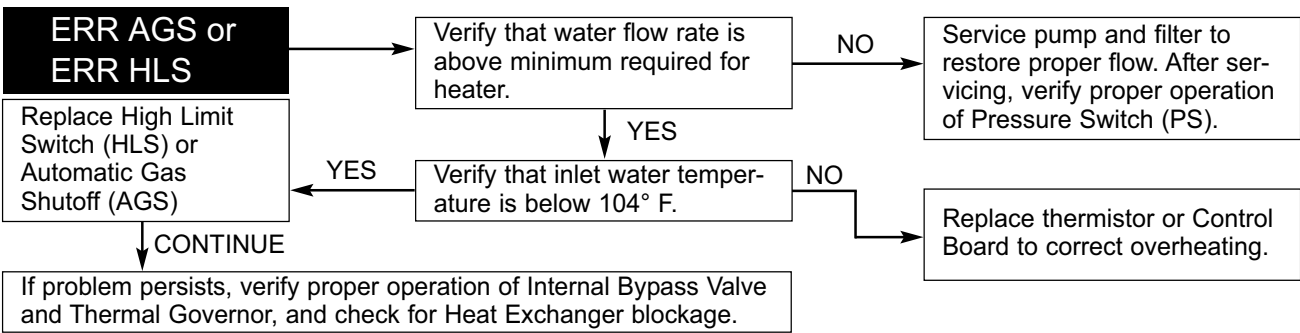 ERR AGS or
ERR HLS
Verify that water flow rate is
above minimum required for
heater.
NO
Service pump and filter to
restore proper flow. After ser-
vicing, verify proper operation
of Pressure Switch (PS).
YES
Replace High Limit
Switch (HLS) or
Automatic Gas
Shutoff (AGS)
YES
Verify that inlet water temper-
ature is below 104° F.
NO
Replace thermistor or Control
Board to correct overheating.
CONTINUE
If problem persists, verify proper operation of Internal Bypass Valve
and Thermal Governor, and check for Heat Exchanger blockage.